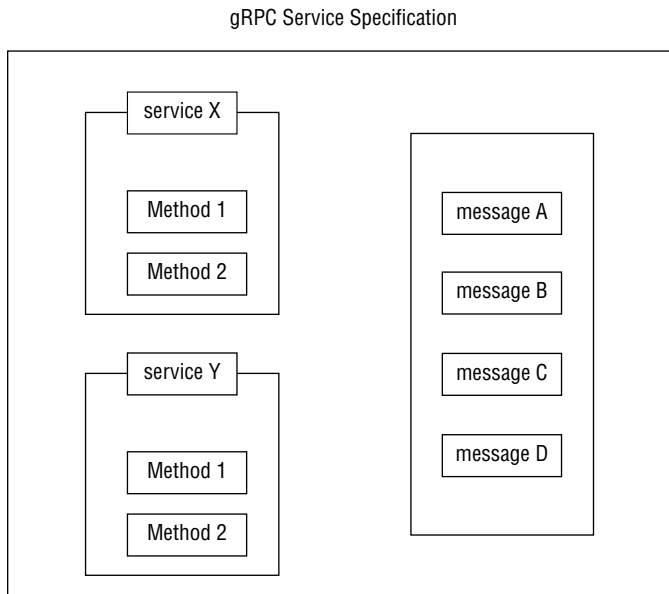 gRPC Service Specification
service X
Method 1
Method 2
service Y
Method 1
Method 2
message A
message B
message C
message D